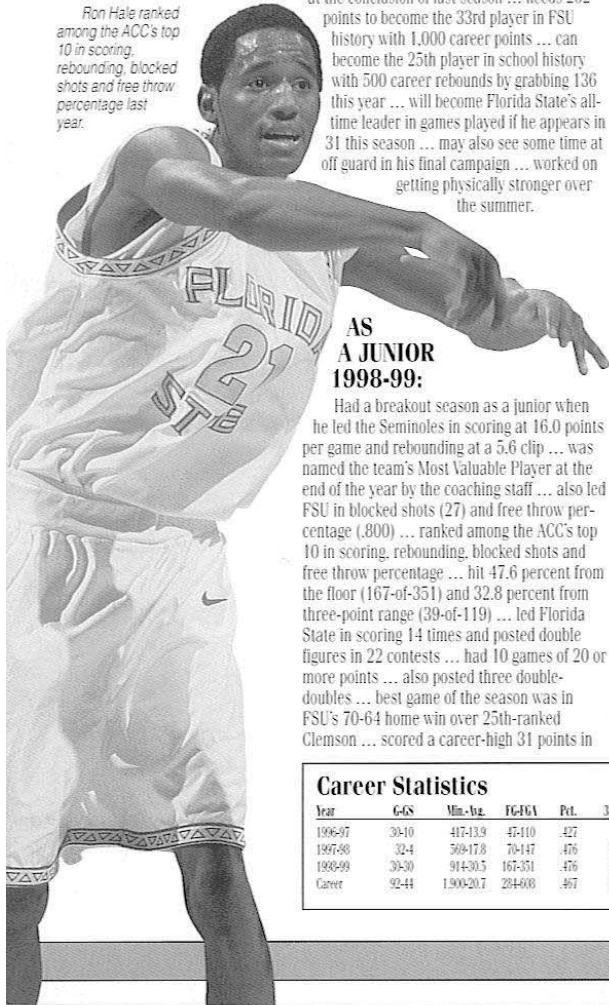 Ron Hale ranked
among the ACC's top
10 in scoring,
rebounding, blocked
shots and free throw
percentage last
year.
at the conclusion of last season ... needs 202
points to become the 33rd player in FSU
history with 1,000 career points ... can
become the 25th player in school history
with 500 career rebounds by grabbing 136
this year ... will become Florida State's all-
time leader in games played if he appears in
31 this season ... may also see some time at
off guard in his final campaign ... worked on
getting physically stronger over
the summer.
FLORIDA
21
STE
AS
A JUNIOR
1998-99:
Had a breakout season as a junior when
he led the Seminoles in scoring at 16.0 points
per game and rebounding at a 5.6 clip ... was
named the team's Most Valuable Player at the
end of the year by the coaching staff ... also led
FSU in blocked shots (27) and free throw per-
centage (.800) ... ranked among the ACC's top
10 in scoring, rebounding, blocked shots and
free throw percentage ... hit 47.6 percent from
the floor (167-of-351) and 32.8 percent from
three-point range (39-of-119) ... led Florida
State in scoring 14 times and posted double
figures in 22 contests ... had 10 games of 20 or
more points ... also posted three double-
doubles ... best game of the season was in
FSU's 70-64 home win over 25th-ranked
Clemson ... scored a career-high 31 points in
Career Statistics
Year G-GS Min.-Avg. FG-FGA Pct. 3
1996-97 30-10 417-13.9 47-110 .427
1997-98 32-4 569-17.8 70-147 .476
1998-99 30-30 914-30.5 167-351 .476
Career 92-44 1,900-20.7 284-608 .467